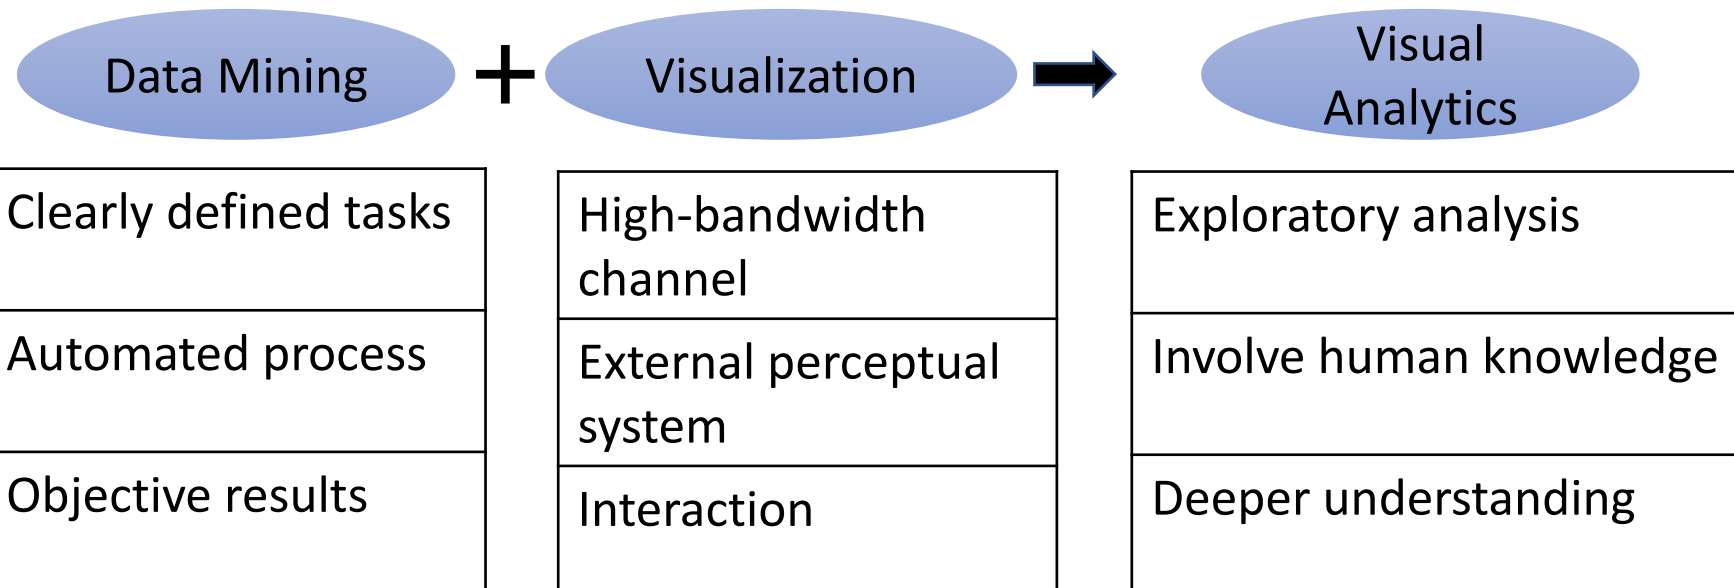 Data Mining
+
Visualization
Visual
Analytics
Clearly defined tasks
Automated process
Objective results
High-bandwidth
channel
External perceptual
system
Interaction
Exploratory analysis
Involve human knowledge
Deeper understanding